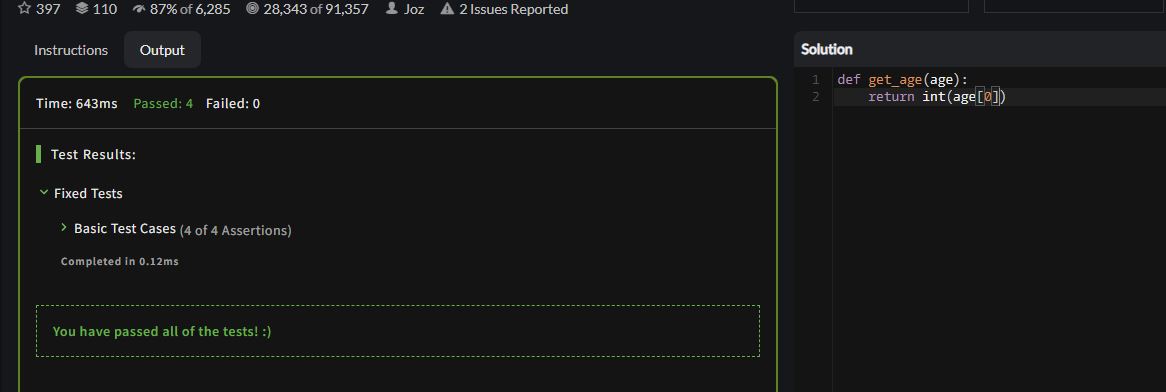 397 110 87% of 6,285 28,343 of 91,357 Joz 2 Issues Reported
Instructions Output
Time: 643ms Passed: 4 Failed: 0
Test Results:
Fixed Tests
Basic Test Cases (4 of 4 Assertions)
Completed in 0.12ms
You have passed all of the tests! :)
Solution
1 def get_age(age):
2 return int(age[0])